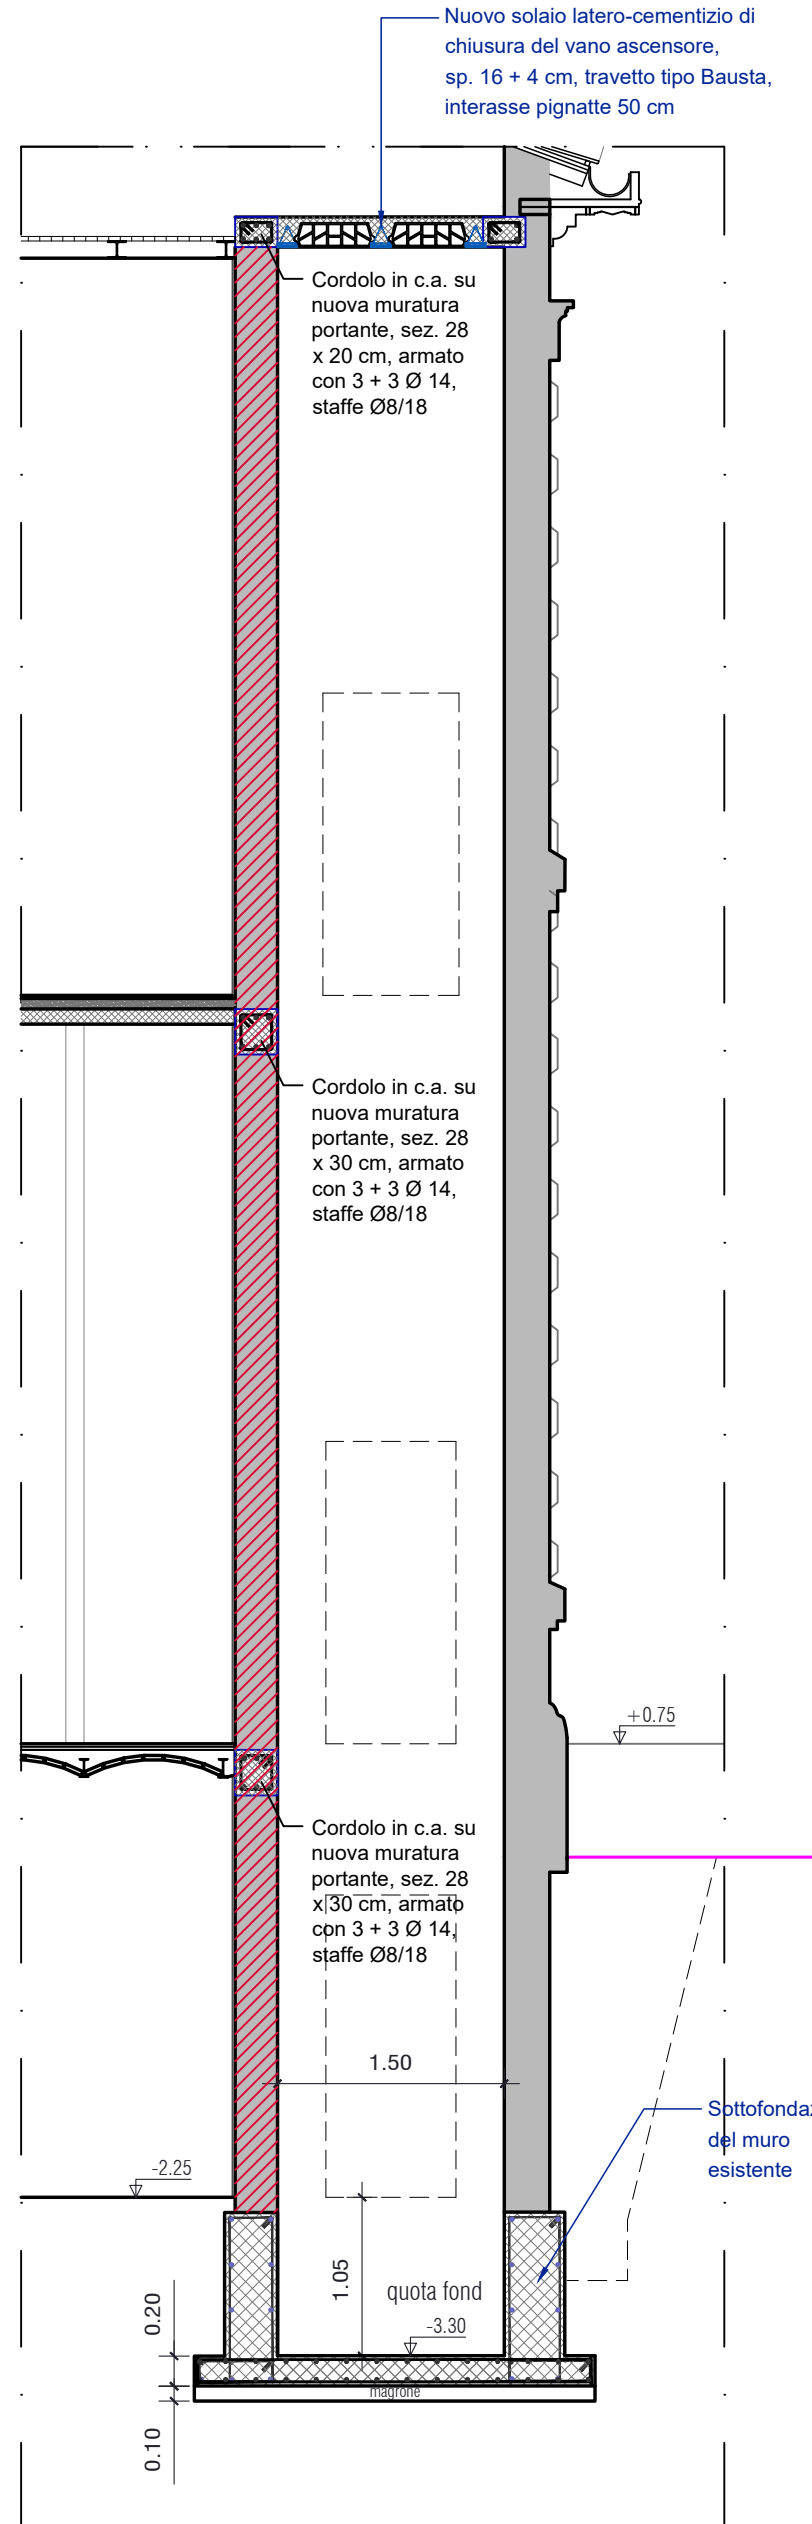 Nuovo solaio latero-cementizio di
chiusura del vano ascensore,
sp. 16 + 4 cm, travetto tipo Bausta,
interasse pignatte 50 cm
Cordolo in c.a. su
nuova muratura
portante, sez. 28
x 20 cm, armato
con 3 + 3 Ø 14,
staffe Ø8/18
Cordolo in c.a. su
nuova muratura
portante, sez. 28
x 30 cm, armato
con 3 + 3 Ø 14,
staffe Ø8/18
+0.75
Cordolo in c.a. su
nuova muratura
portante, sez. 28
x 30 cm, armato
con 3 + 3 Ø 14,
staffe Ø8/18
1.50
Sottofondaz
del muro
esistente
-2.25
1.05
quota fond
-3.30
0.20
magrone
0.10